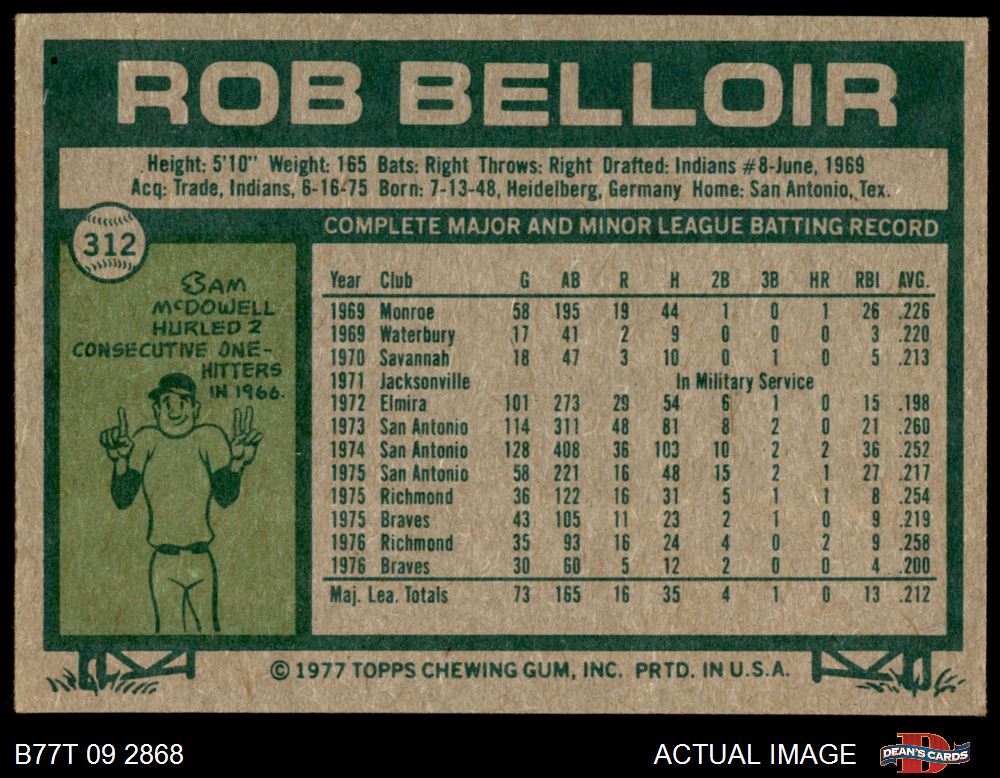 ROB BELLOIR
Height: 5'10" Weight: 165 Bats: Right Throws: Right Drafted: Indians #8-June, 1969
Acq: Trade, Indians, 6-16-75 Born: 7-13-48, Heidelberg, Germany Home: San Antonio, Tex.
312
COMPLETE MAJOR AND MINOR LEAGUE BATTING RECORD
SAM
McDOWELL
HURLED 2
CONSECUTIVE ONE-
HITTERS
IN 1966.
Year Club G AB R H 2B 3B HR RBI AVG.
1969 Monroe 58 195 19 44 1 0 1 26 .226
1969 Waterbury 17 41 2 9 0 0 0 3 .220
1970 Savannah 18 47 3 10 0 1 0 5 .213
1971 Jacksonville In Military Service
1972 Elmira 101 273 29 54 6 1 0 15 .198
1973 San Antonio 114 311 48 81 8 2 0 21 .260
1974 San Antonio 128 408 36 103 10 2 2 36 .252
1975 San Antonio 58 221 16 48 15 2 1 27 .217
1975 Richmond 36 122 16 31 5 1 1 8 .254
1975 Braves 43 105 11 23 2 1 0 9 .219
1976 Richmond 35 93 16 24 4 0 2 9 .258
1976 Braves 30 60 5 12 2 0 0 4 .200
Maj. Lea. Totals 73 165 16 35 4 1 0 13 .212
© 1977 TOPPS CHEWING GUM, INC. PRTD. IN U.S.A.
B77T 09 2868
ACTUAL IMAGE
D
DEAN'S CARDS